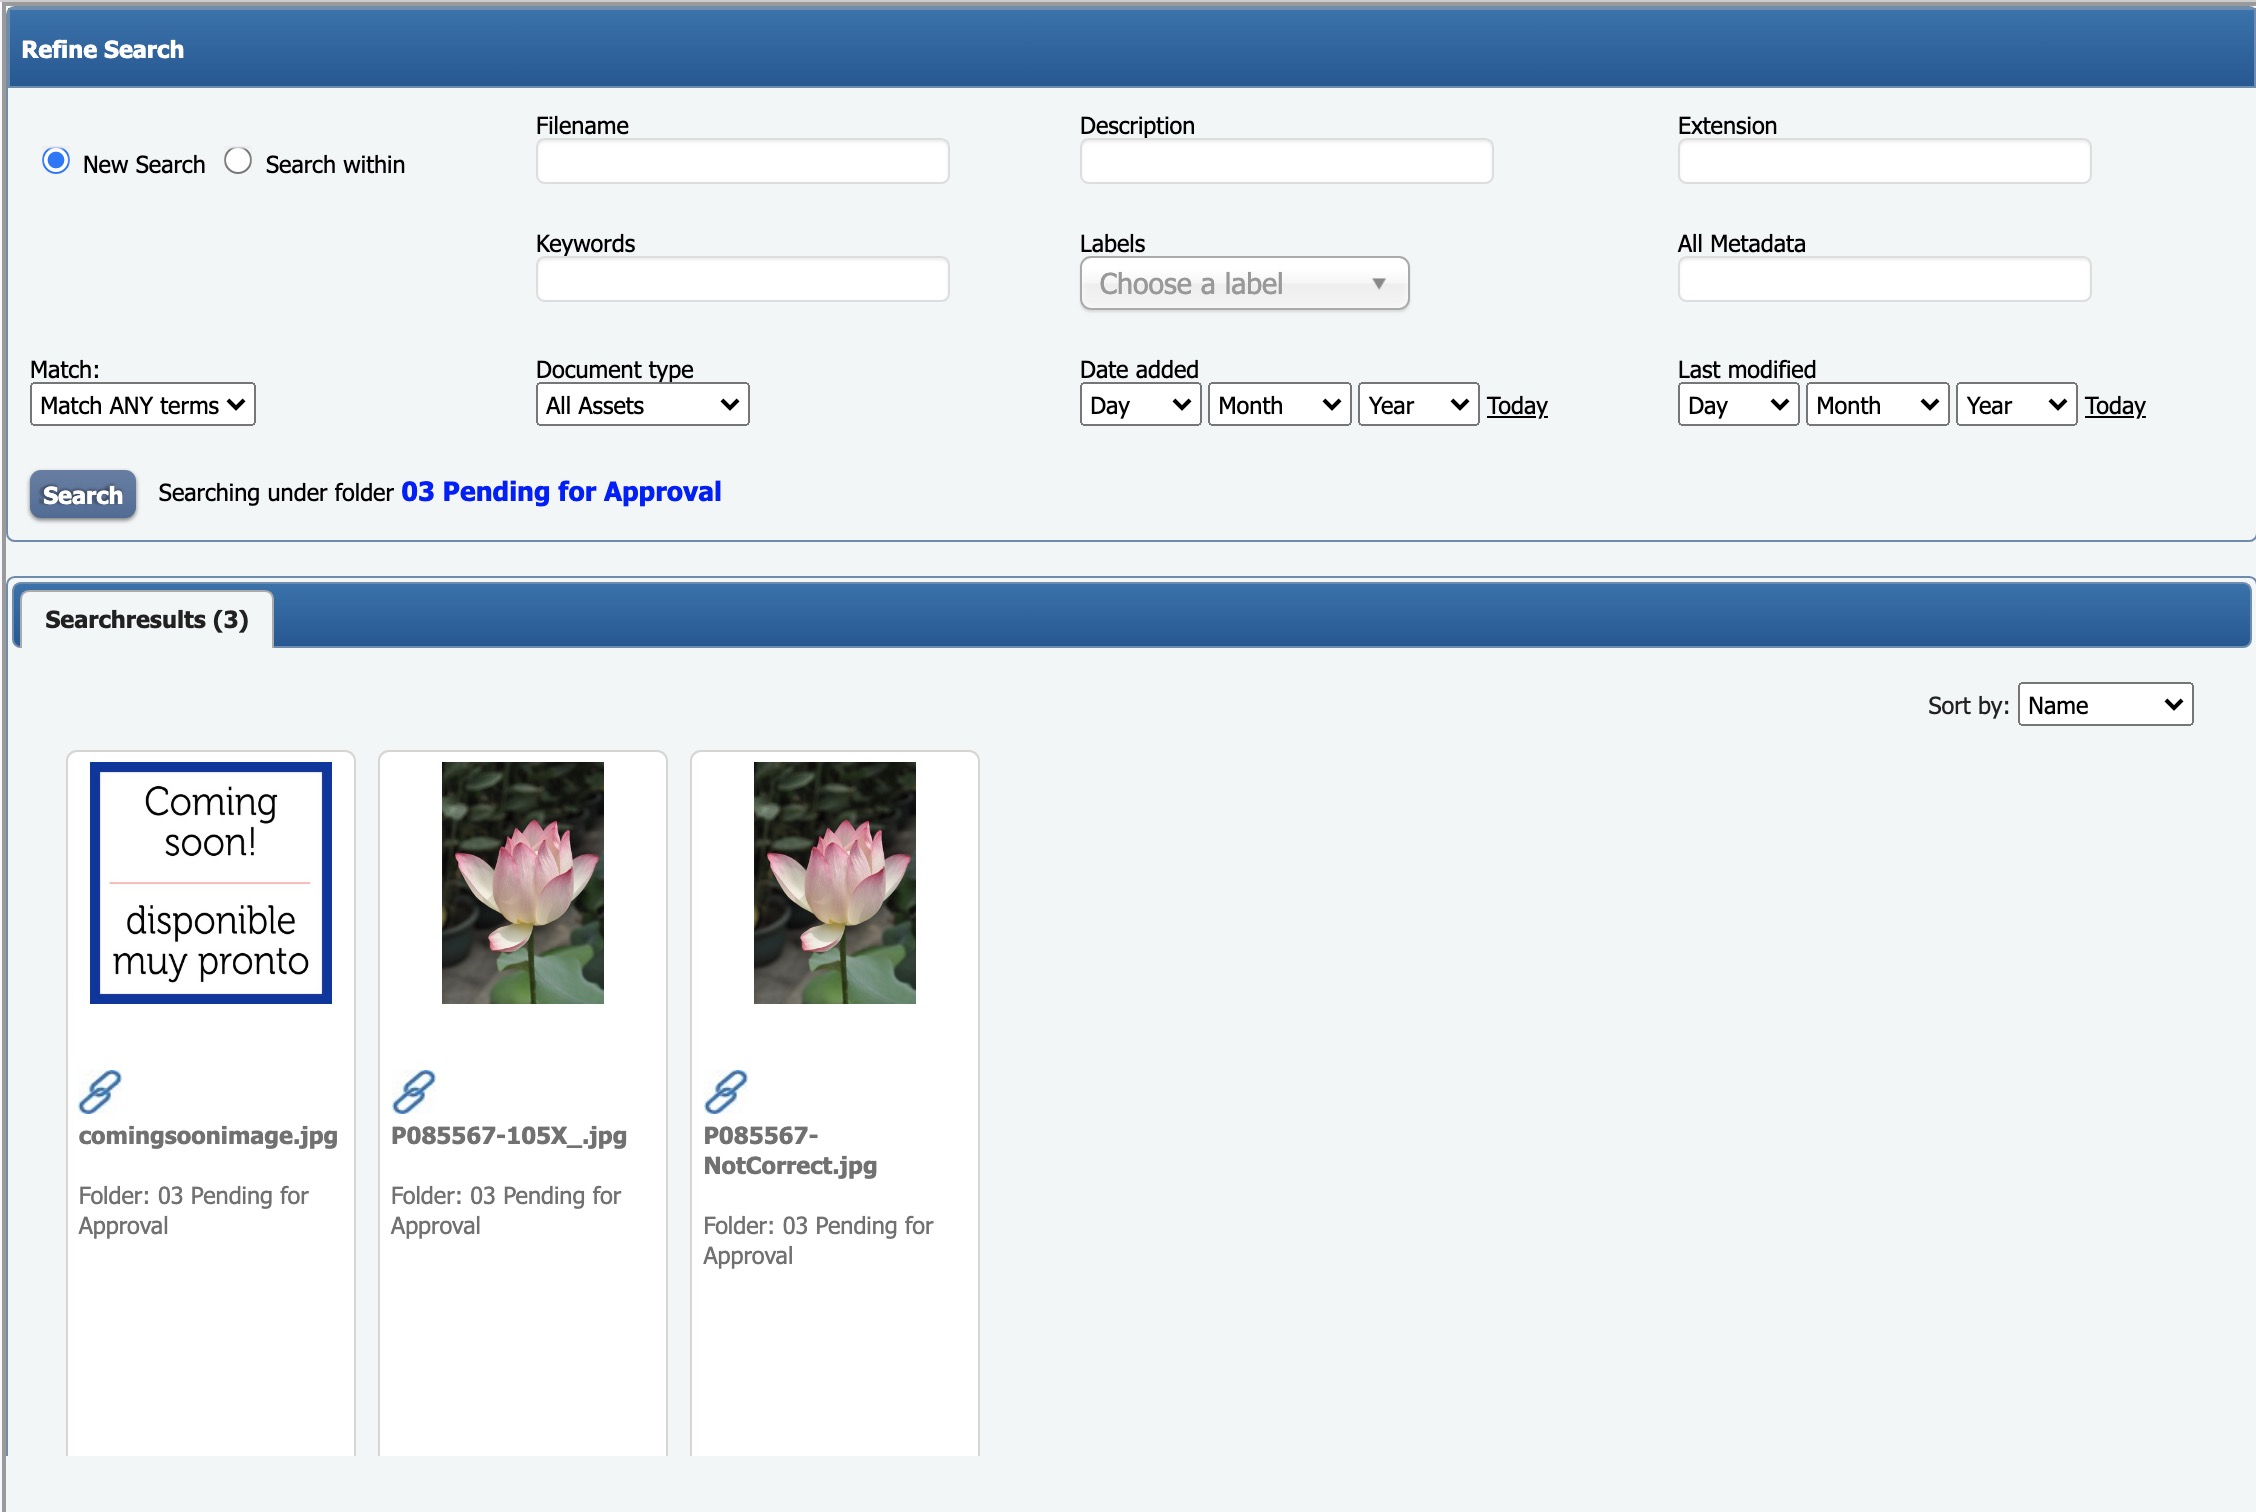 Refine Search
New Search Search within
Filename
Description
Extension
Keywords
Labels
Choose a label
All Metadata
Match:
Match ANY terms
Document type
All Assets
Date added
Day Month Year Today
Last modified
Day Month Year Today
Search Searching under folder 03 Pending for Approval
Searchresults (3)
Sort by: Name
Coming
soon!
disponible
muy pronto
comingsoonimage.jpg
Folder: 03 Pending for
Approval
P085567-105X_.jpg
Folder: 03 Pending for
Approval
P085567-
NotCorrect.jpg
Folder: 03 Pending for
Approval